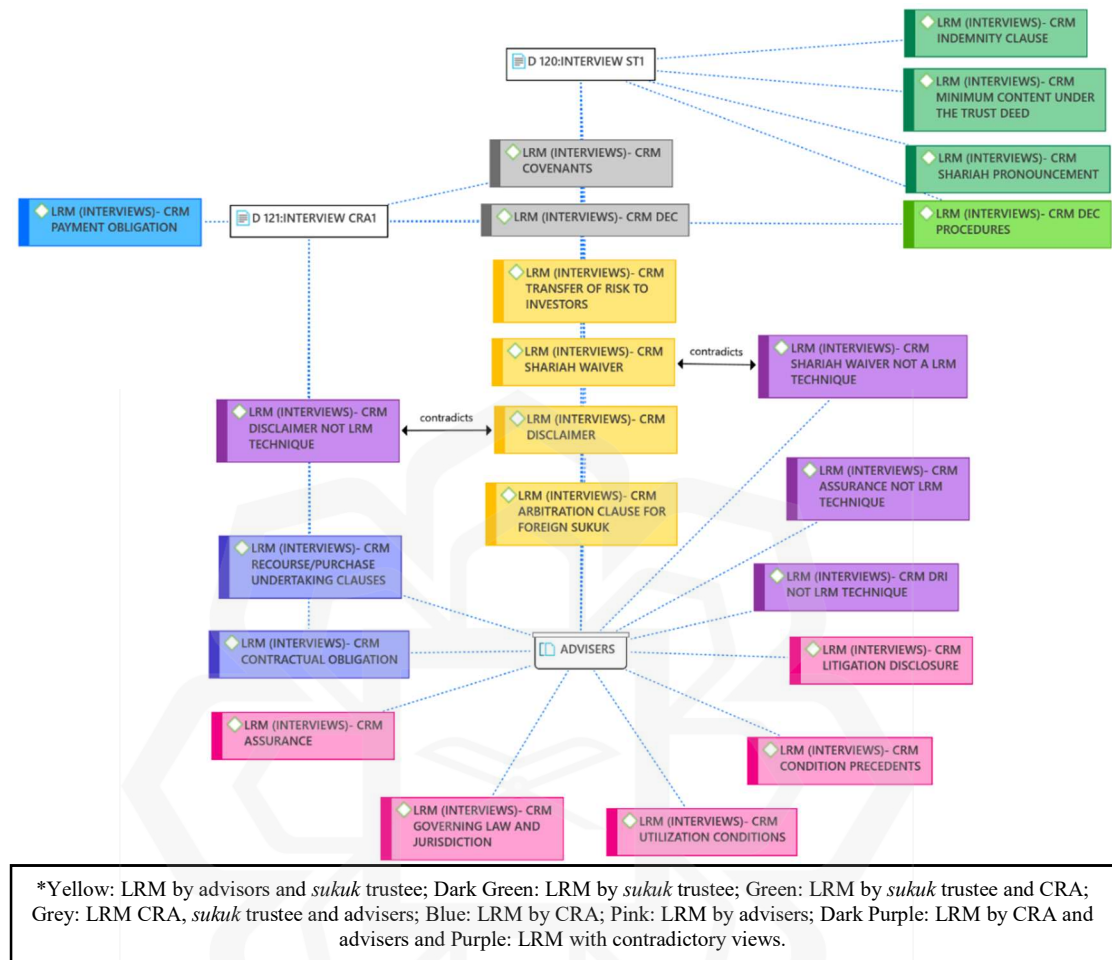 LRM (INTERVIEWS)- CRM
INDEMNITY CLAUSE
D 120:INTERVIEW ST1
LRM (INTERVIEWS)- CRM
MINIMUM CONTENT UNDER
THE TRUST DEED
LRM (INTERVIEWS)- CRM
COVENANTS
LRM (INTERVIEWS)- CRM
SHARIAH PRONOUNCEMENT
LRM (INTERVIEWS)- CRM
PAYMENT OBLIGATION
D 121:INTERVIEW CRA1
LRM (INTERVIEWS)- CRM DEC
LRM (INTERVIEWS)- CRM DEC
PROCEDURES
LRM (INTERVIEWS)- CRM
TRANSFER OF RISK TO
INVESTORS
LRM (INTERVIEWS)- CRM
SHARIAH WAIVER
contradicts
LRM (INTERVIEWS)- CRM
SHARIAH WAIVER NOT A LRM
TECHNIQUE
LRM (INTERVIEWS)- CRM
DISCLAIMER NOT LRM
TECHNIQUE
contradicts
LRM (INTERVIEWS)- CRM
DISCLAIMER
LRM (INTERVIEWS)- CRM
ASSURANCE NOT LRM
TECHNIQUE
LRM (INTERVIEWS)- CRM
ARBITRATION CLAUSE FOR
FOREIGN SUKUK
LRM (INTERVIEWS)- CRM
RECOURSE/PURCHASE
UNDERTAKING CLAUSES
LRM (INTERVIEWS)- CRM DRI
NOT LRM TECHNIQUE
LRM (INTERVIEWS)- CRM
CONTRACTUAL OBLIGATION
ADVISERS
LRM (INTERVIEWS)- CRM
LITIGATION DISCLOSURE
LRM (INTERVIEWS)- CRM
ASSURANCE
LRM (INTERVIEWS)- CRM
CONDITION PRECEDENTS
LRM (INTERVIEWS)- CRM
GOVERNING LAW AND
JURISDICTION
LRM (INTERVIEWS)- CRM
UTILIZATION CONDITIONS
*Yellow: LRM by advisors and sukuk trustee; Dark Green: LRM by sukuk trustee; Green: LRM by sukuk trustee and CRA;
Grey: LRM CRA, sukuk trustee and advisers; Blue: LRM by CRA; Pink: LRM by advisers; Dark Purple: LRM by CRA and
advisers and Purple: LRM with contradictory views.